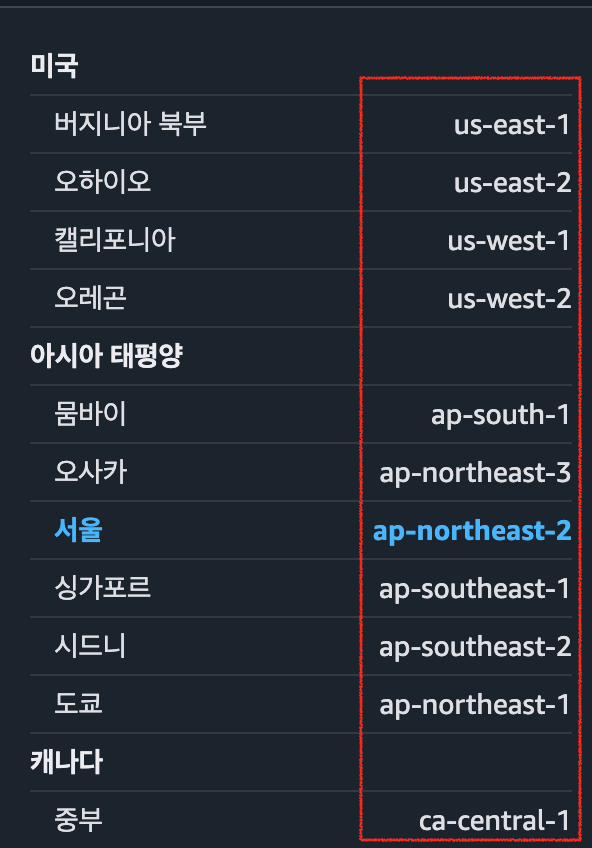 미국
버지니아 북부 us-east-1
오하이오 us-east-2
캘리포니아 us-west-1
오레곤 us-west-2
아시아 태평양
뭄바이 ap-south-1
오사카 ap-northeast-3
서울 ap-northeast-2
싱가포르 ap-southeast-1
시드니 ap-southeast-2
도쿄 ap-northeast-1
캐나다
중부 ca-central-1